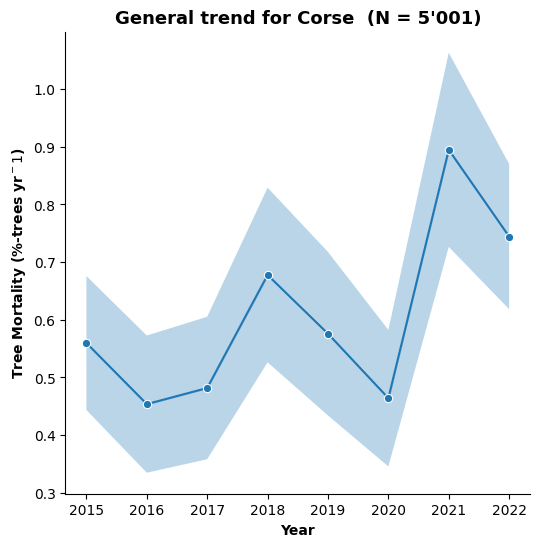 General trend for Corse (N = 5'001)
Tree Mortality (%-trees yr⁻1)
1.0
0.9
0.8
0.7
0.6
0.5
0.4
0.3
2015 2016 2017 2018 2019 2020 2021 2022
Year